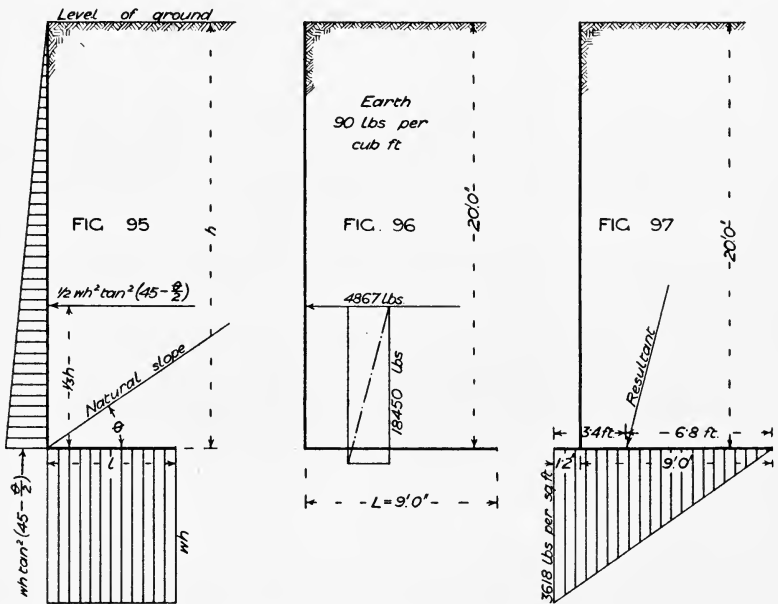 Level of ground
h
FIG 95
½ wh² tan² (45 - θ/2)
⅓h
Natural slope
θ
l
wh tan² (45 - θ/2)
wh
Earth
90 lbs per
cub ft
FIG. 96
20'.0"
4867 lbs
18450 lbs
L = 9'.0"
FIG 97
20'.0"
Resultant
3.4 ft.
6.8 ft.
1'.2"
9'.0"
3618 lbs per sq ft